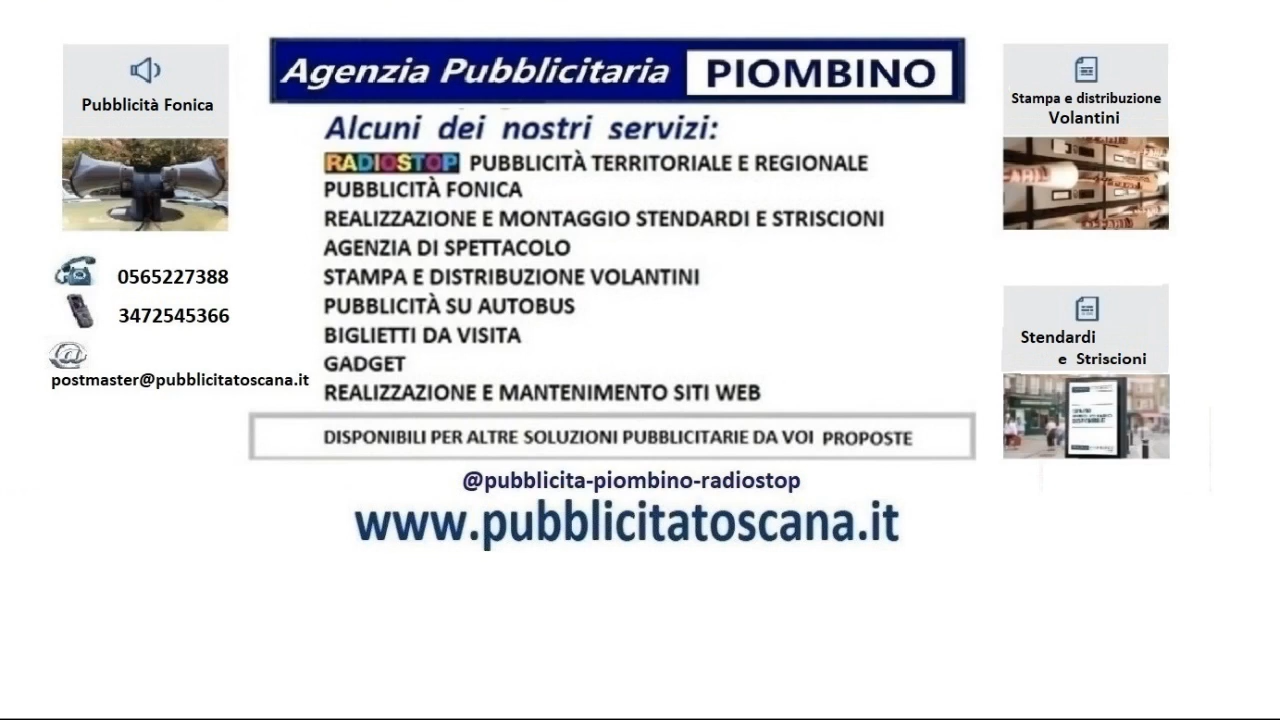 Agenzia Pubblicitaria PIOMBINO
Pubblicità Fonica
0565227388
3472545366
postmaster@pubblicitatoscana.it
Alcuni dei nostri servizi:
RADIOSTOP PUBBLICITÀ TERRITORIALE E REGIONALE
PUBBLICITÀ FONICA
REALIZZAZIONE E MONTAGGIO STENDARDI E STRISCIONI
AGENZIA DI SPETTACOLO
STAMPA E DISTRIBUZIONE VOLANTINI
PUBBLICITÀ SU AUTOBUS
BIGLIETTI DA VISITA
GADGET
REALIZZAZIONE E MANTENIMENTO SITI WEB
DISPONIBILI PER ALTRE SOLUZIONI PUBBLICITARIE DA VOI PROPOSTE
@pubblicita-piombino-radiostop
www.pubblicitatoscana.it
Stampa e distribuzione
Volantini
Stendardi
e Striscioni